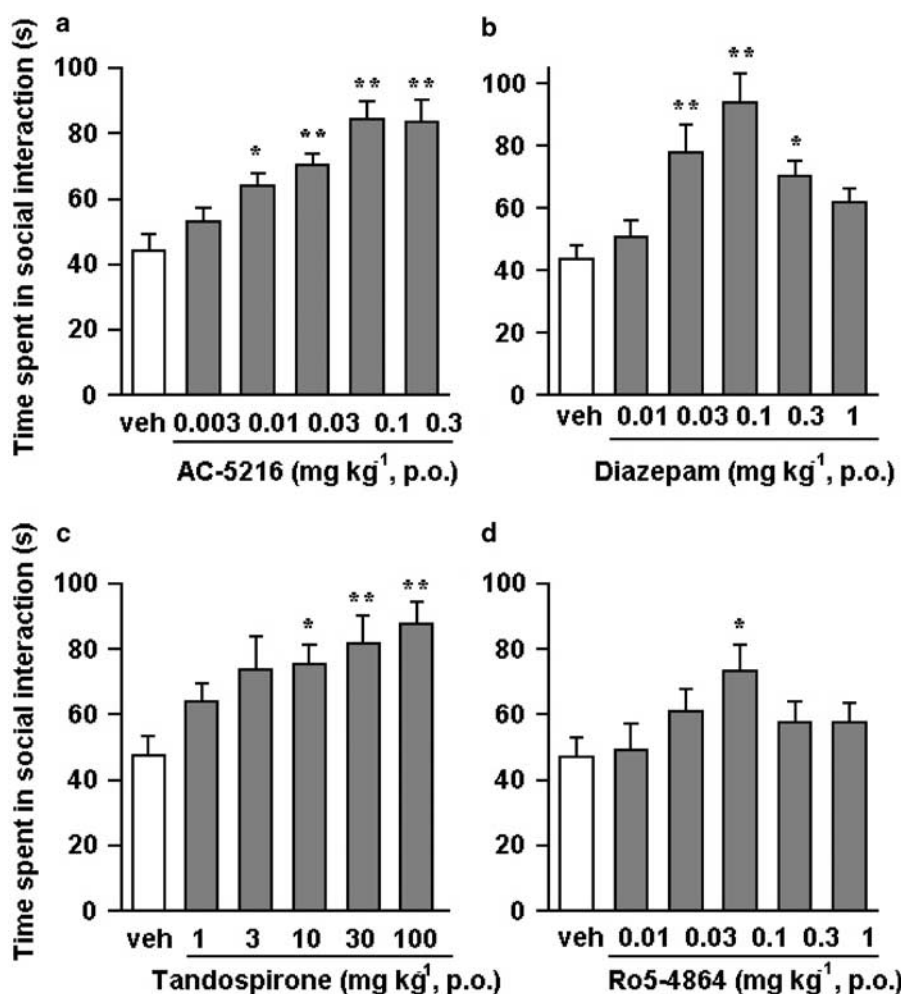 a
b
Time spent in social interaction (s)
100
80
60
40
20
0
*
**
**
**
veh 0.003 0.01 0.03 0.1 0.3
AC-5216 (mg kg-1, p.o.)
100
80
60
40
20
0
**
**
*
veh 0.01 0.03 0.1 0.3 1
Diazepam (mg kg-1, p.o.)
c
d
Time spent in social interaction (s)
100
80
60
40
20
0
*
**
**
veh 1 3 10 30 100
Tandospirone (mg kg1, p.o.)
100
80
60
40
20
0
*
veh 0.01 0.03 0.1 0.3 1
Ro5-4864 (mg kg-1, p.o.)